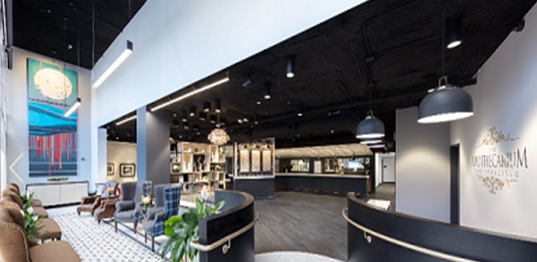 THE
APOTHECARIUM
SAN FRANCISCO